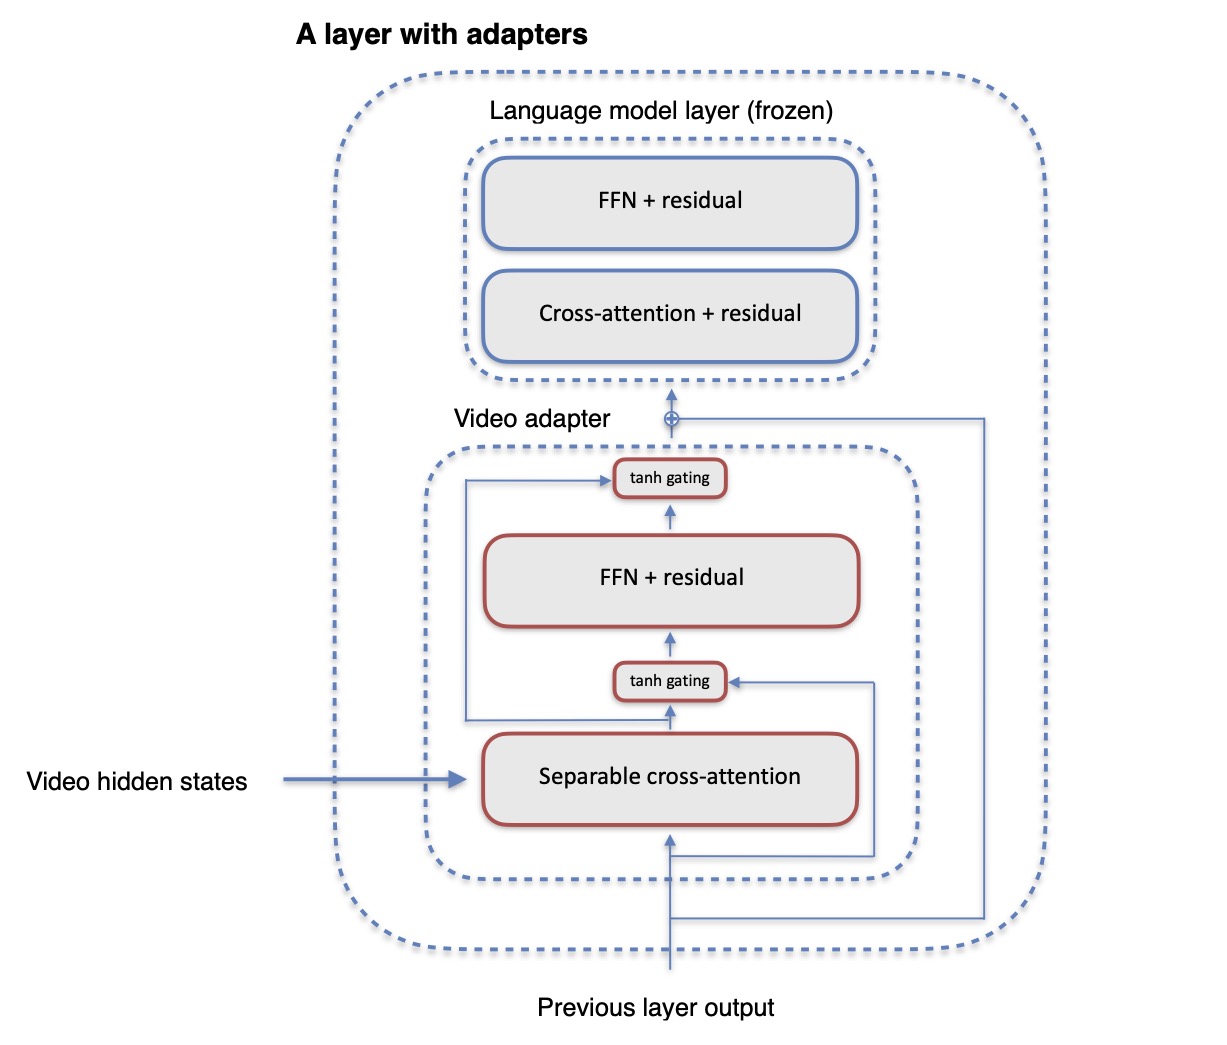 A layer with adapters
Language model layer (frozen)
FFN + residual
Cross-attention + residual
Video adapter
tanh gating
FFN + residual
tanh gating
Separable cross-attention
Video hidden states
Previous layer output